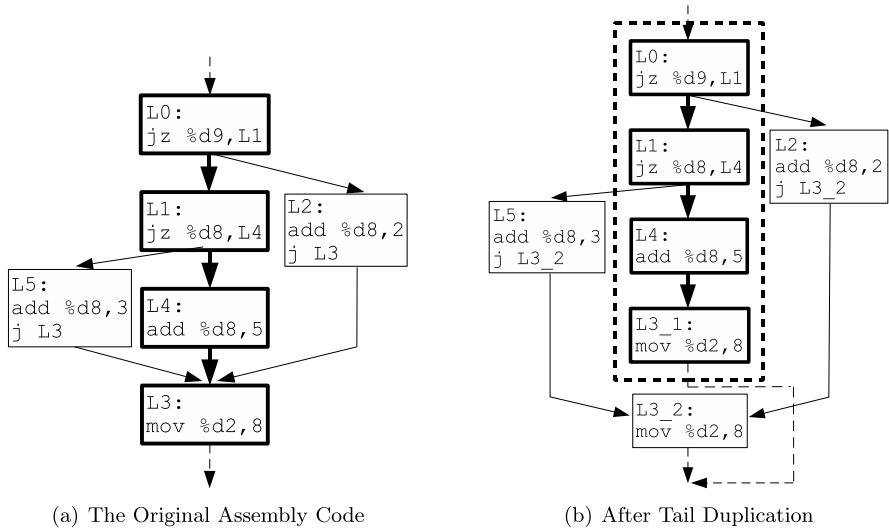 L0:
jz %d9,L1
L1:
jz %d8,L4
L2:
add %d8,2
j L3
L5:
add %d8,3
j L3
L4:
add %d8,5
L3:
mov %d2,8
(a) The Original Assembly Code
L0:
jz %d9,L1
L1:
jz %d8,L4
L2:
add %d8,2
j L3_2
L5:
add %d8,3
j L3_2
L4:
add %d8,5
L3_1:
mov %d2,8
L3_2:
mov %d2,8
(b) After Tail Duplication